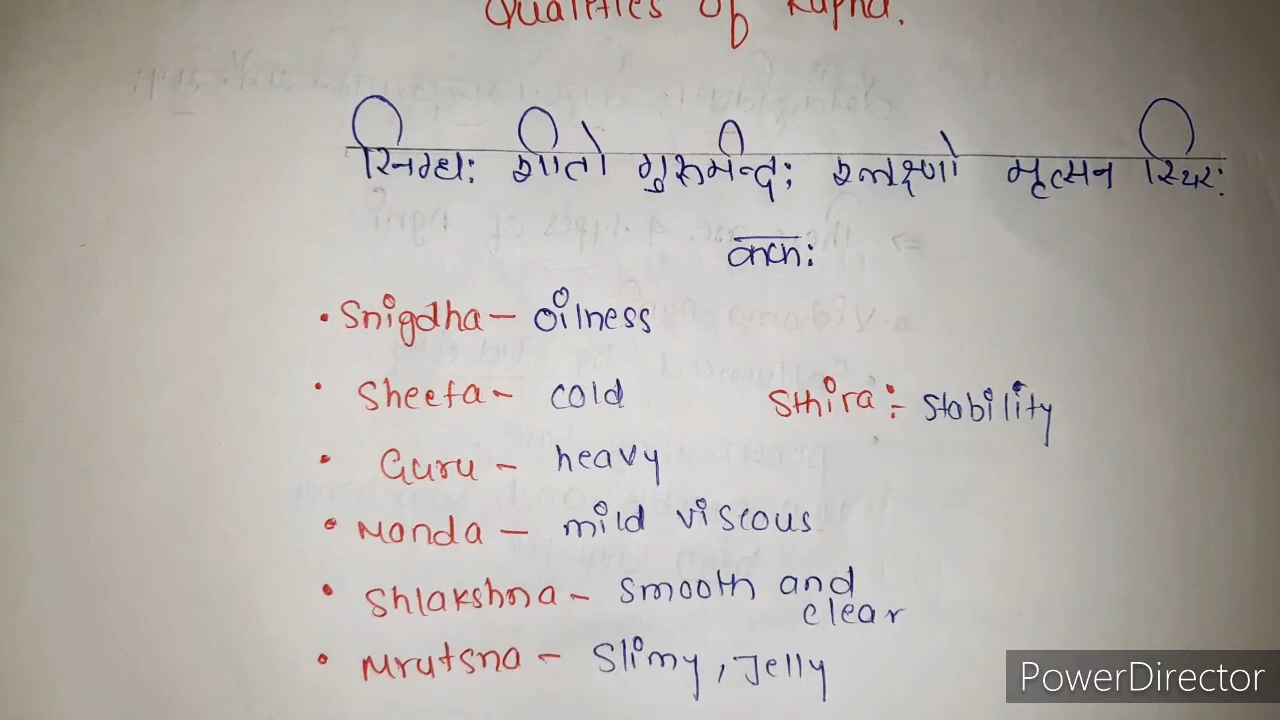 Qualities of Kapha.
स्निग्धः शीतो गुरुर्मन्दः श्लक्ष्णो मृत्सन स्थिरः
कफः
• Snigdha – oilness
• Sheeta – cold
Sthira :- Stability
• Guru – heavy
• Manda – mild viscous
• Shlakshna – smooth and
clear
• Mrutsna – slimy, Jelly
PowerDirector